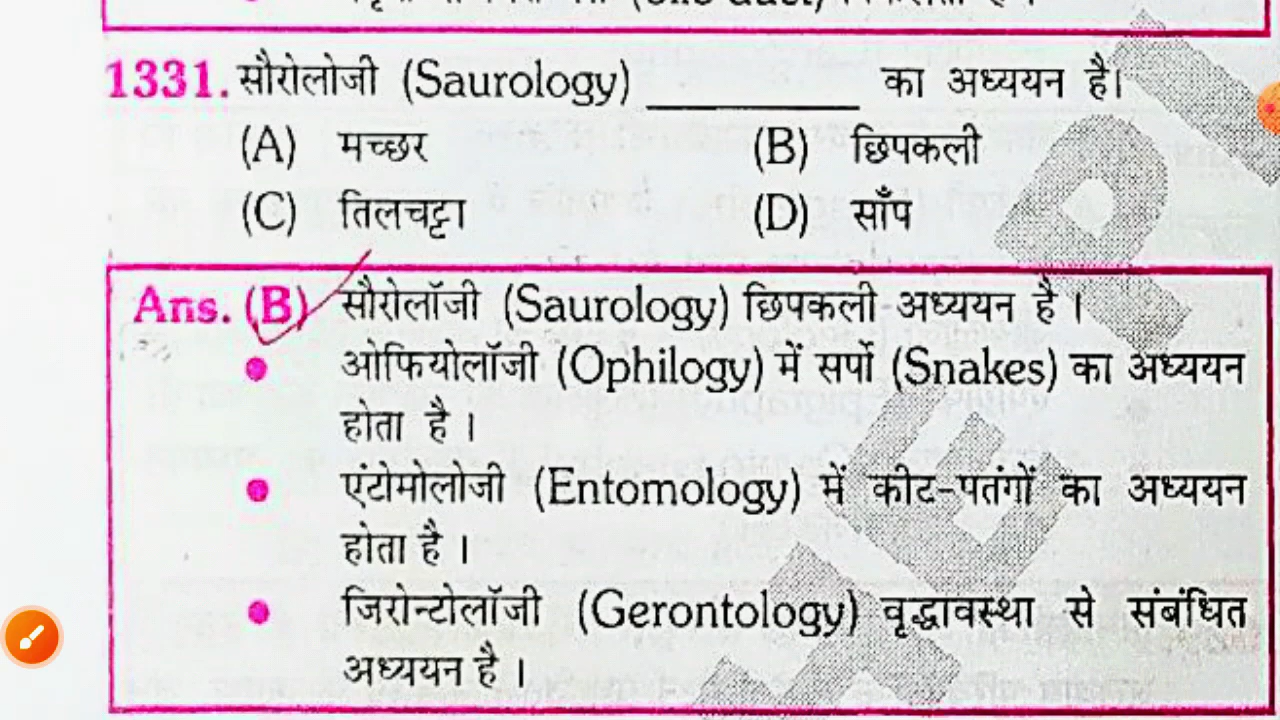 1331. सौरोलोजी (Saurology) __________ का अध्ययन है।
(A) मच्छर (B) छिपकली
(C) तिलचट्टा (D) साँप
Ans. (B) सौरोलॉजी (Saurology) छिपकली अध्ययन है ।
● ओफियोलॉजी (Ophilogy) में सर्पो (Snakes) का अध्ययन
होता है ।
● एंटोमोलोजी (Entomology) में कीट-पतंगों का अध्ययन
होता है ।
● जिरोन्टोलॉजी (Gerontology) वृद्धावस्था से संबंधित
अध्ययन है ।